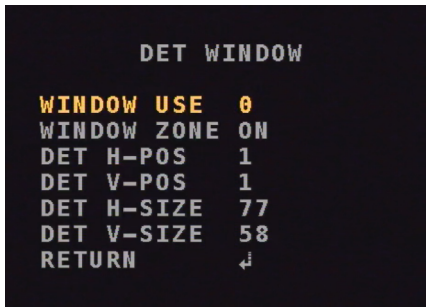 DET WINDOW
WINDOW USE 0
WINDOW ZONE ON
DET H-POS 1
DET V-POS 1
DET H-SIZE 77
DET V-SIZE 58
RETURN ↲